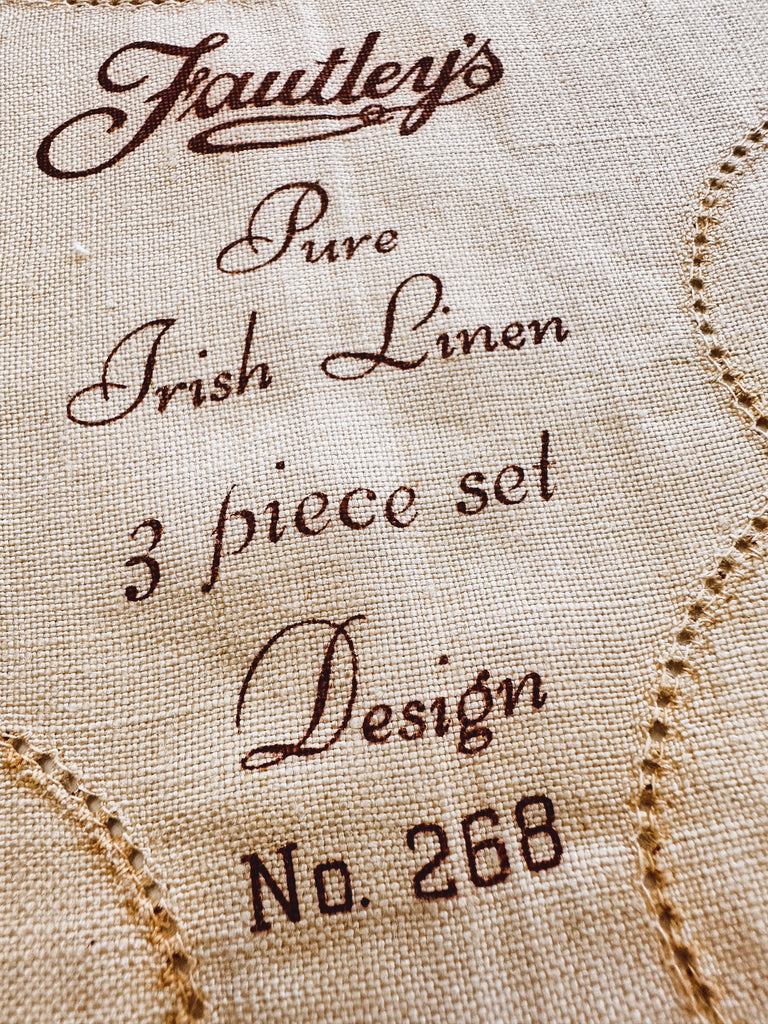 Fautley's
Pure
Irish Linen
3 piece set
Design
No. 268